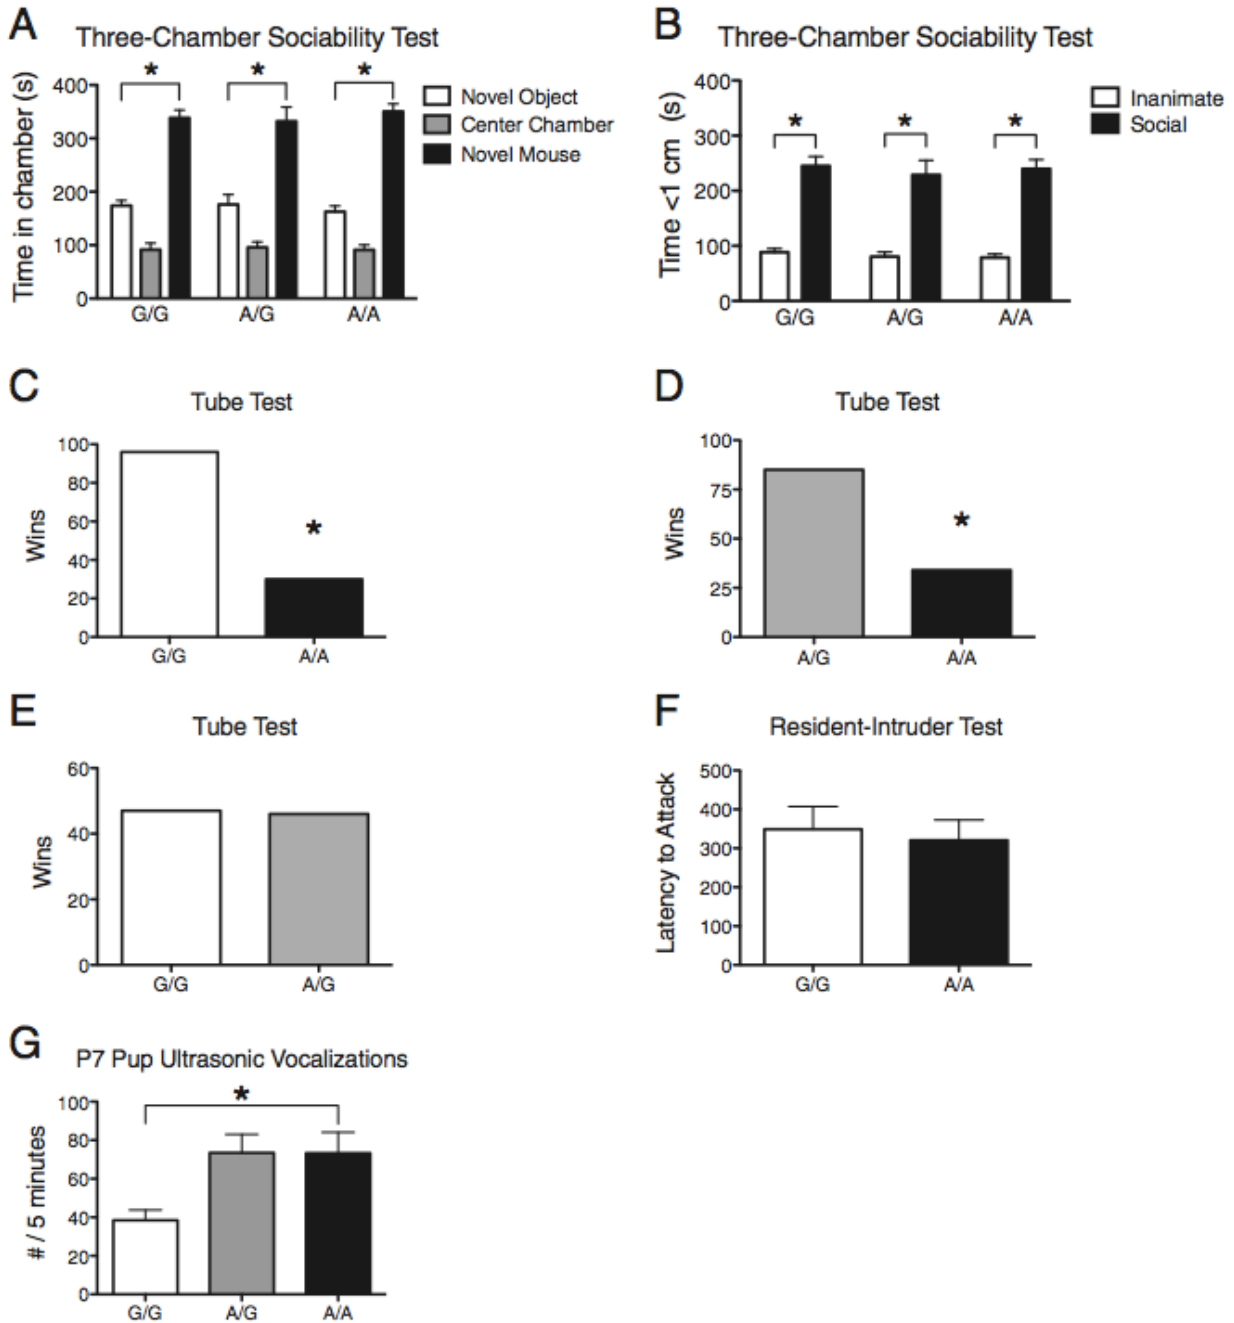 A
Three-Chamber Sociability Test
Time in chamber (s)
400
300
200
100
0
* * *
G/G A/G A/A
Novel Object
Center Chamber
Novel Mouse
B
Three-Chamber Sociability Test
Time <1 cm (s)
400
300
200
100
0
* * *
G/G A/G A/A
Inanimate
Social
C
Tube Test
Wins
100
80
60
40
20
0
*
G/G A/A
D
Tube Test
Wins
100
75
50
25
0
*
A/G A/A
E
Tube Test
Wins
60
40
20
0
G/G A/G
F
Resident-Intruder Test
Latency to Attack
500
400
300
200
100
0
G/G A/A
G
P7 Pup Ultrasonic Vocalizations
# / 5 minutes
100
80
60
40
20
0
*
G/G A/G A/A